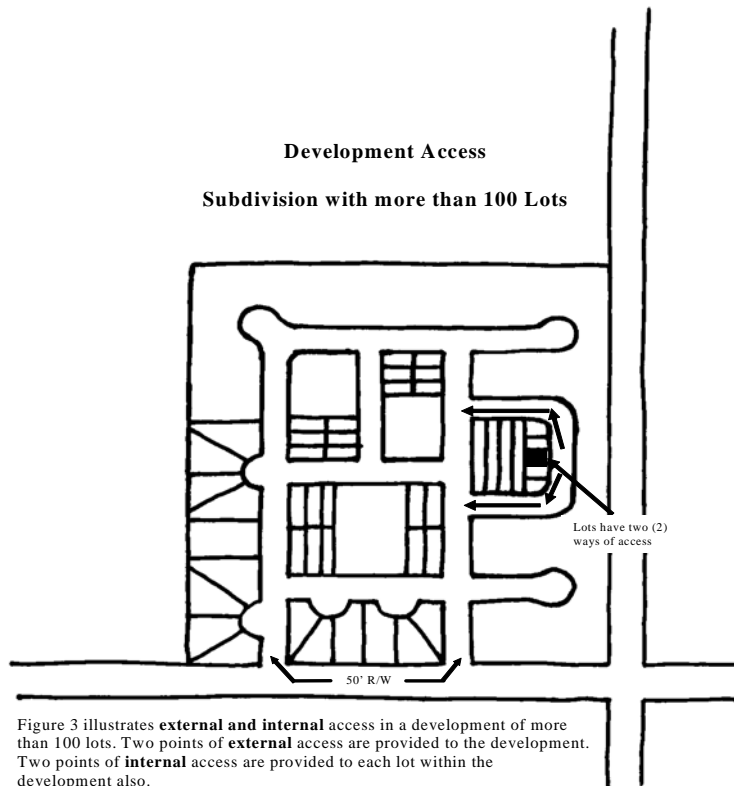 Development Access
Subdivision with more than 100 Lots
Lots have two (2)
ways of access
50' R/W
Figure 3 illustrates external and internal access in a development of more
than 100 lots. Two points of external access are provided to the development.
Two points of internal access are provided to each lot within the
development also.